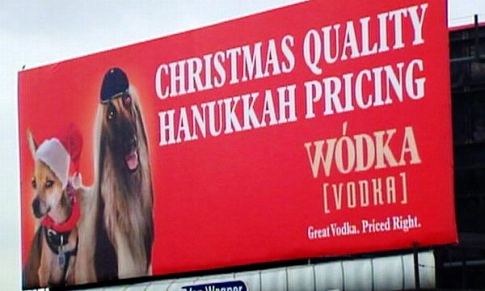 CHRISTMAS QUALITY
HANUKKAH PRICING
WÓDKA
[VODKA]
Great Vodka. Priced Right.